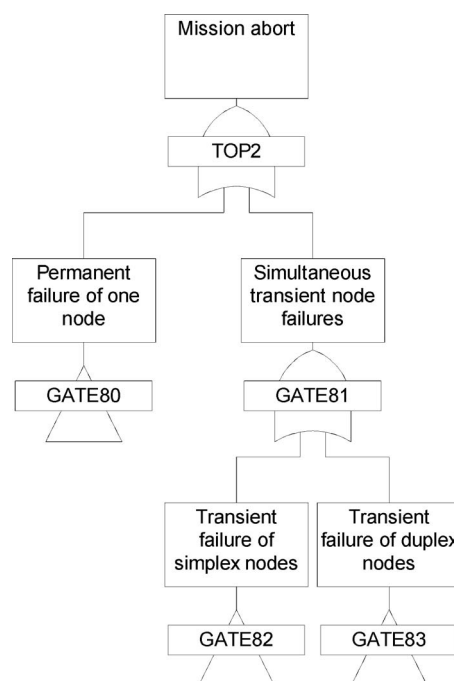 Mission abort
TOP2
Permanent
failure of one
node
Simultaneous
transient node
failures
GATE80
GATE81
Transient
failure of
simplex nodes
Transient
failure of duplex
nodes
GATE82
GATE83